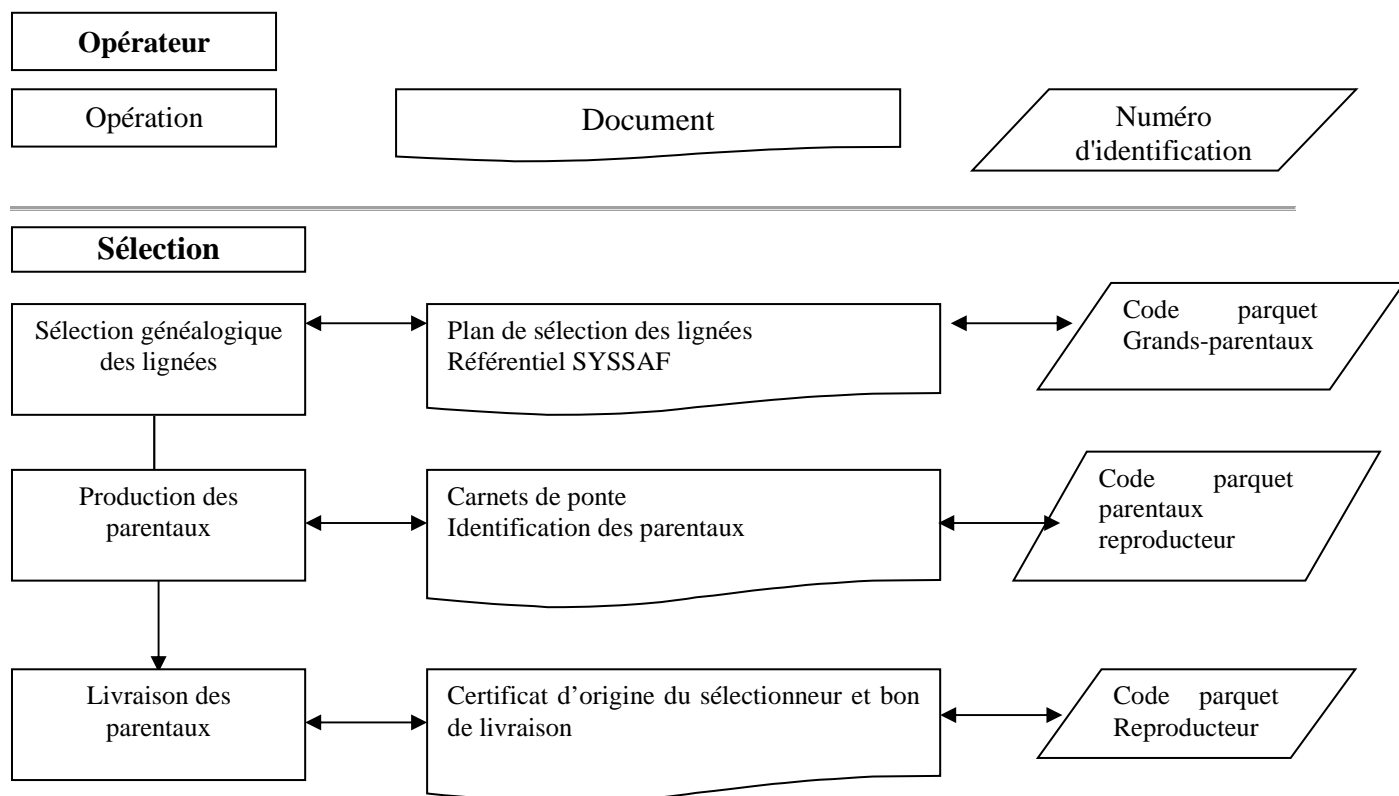 Opérateur
Opération
Document
Numéro
d'identification
Sélection
Sélection généalogique
des lignées
Plan de sélection des lignées
Référentiel SYSSAF
Code parquet
Grands-parentaux
Production des
parentaux
Carnets de ponte
Identification des parentaux
Code parquet
parentaux
reproducteur
Livraison des
parentaux
Certificat d’origine du sélectionneur et bon
de livraison
Code parquet
Reproducteur